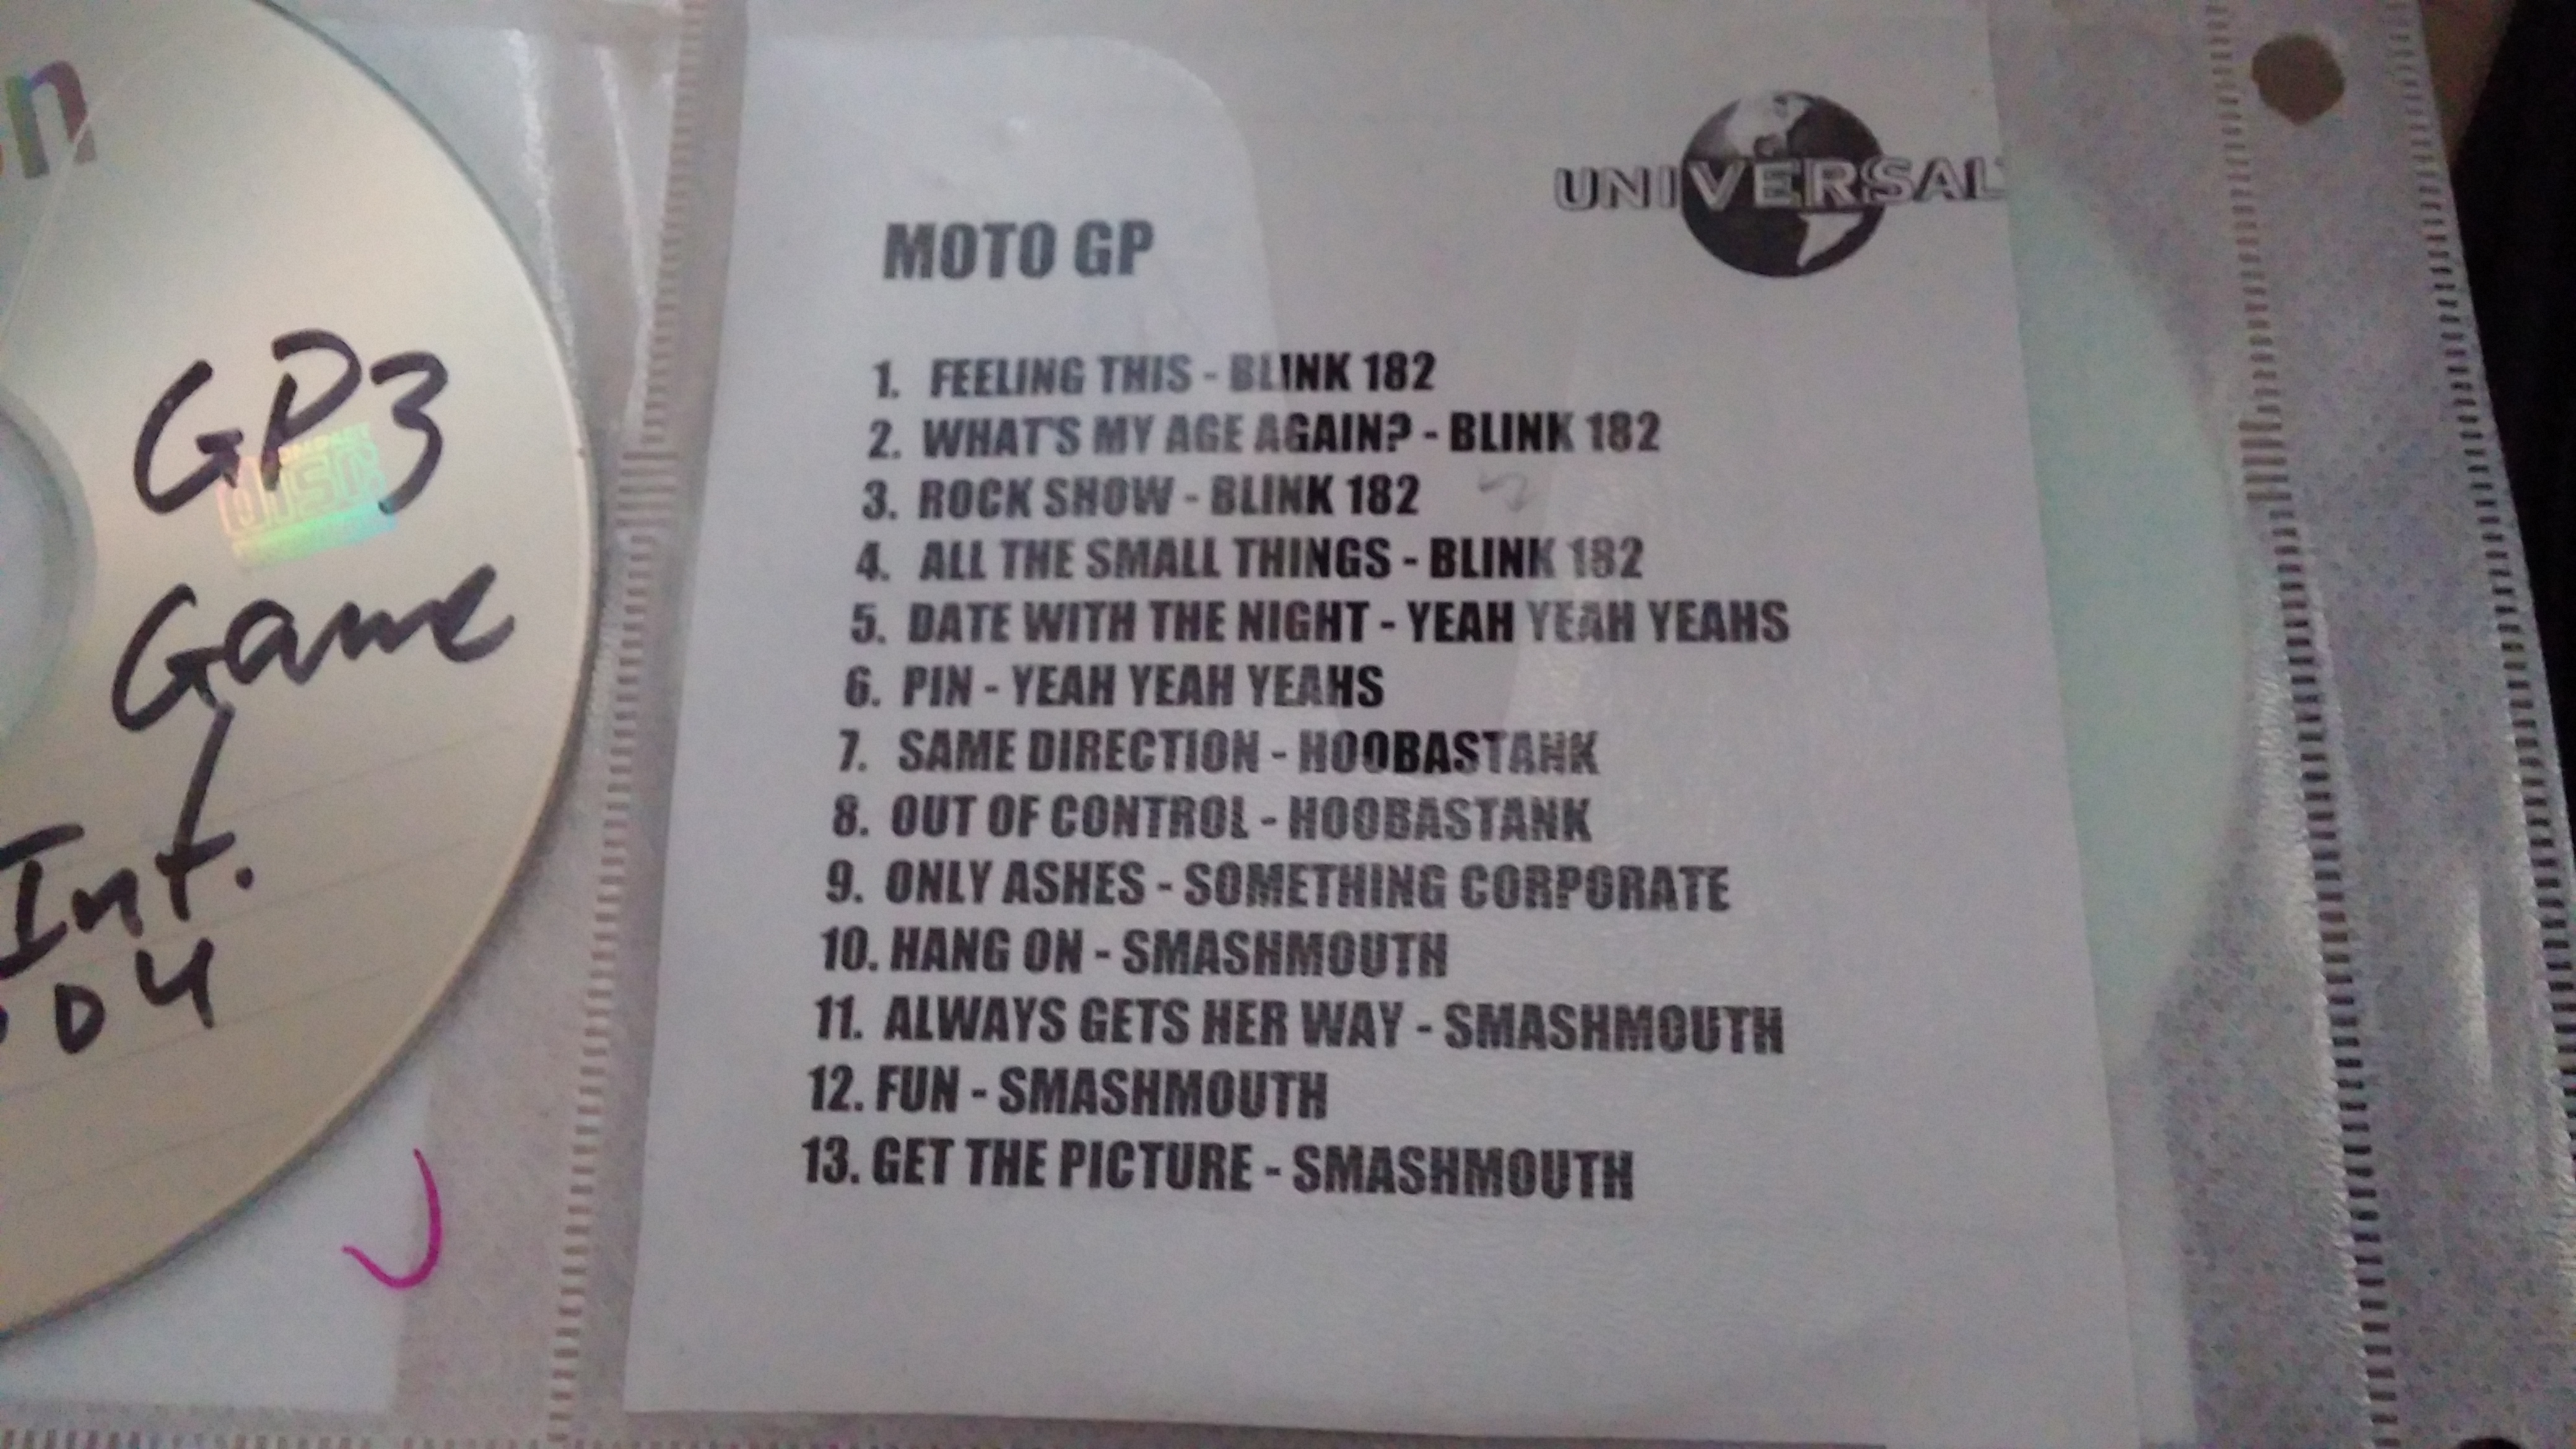 n
GP3
COMPACT
disc
Game
Int.
04
UNIVERSAL
MOTO GP
1. FEELING THIS - BLINK 182
2. WHAT'S MY AGE AGAIN? - BLINK 182
3. ROCK SHOW - BLINK 182
4. ALL THE SMALL THINGS - BLINK 182
5. DATE WITH THE NIGHT - YEAH YEAH YEAHS
6. PIN - YEAH YEAH YEAHS
7. SAME DIRECTION - HOOBASTANK
8. OUT OF CONTROL - HOOBASTANK
9. ONLY ASHES - SOMETHING CORPORATE
10. HANG ON - SMASHMOUTH
11. ALWAYS GETS HER WAY - SMASHMOUTH
12. FUN - SMASHMOUTH
13. GET THE PICTURE - SMASHMOUTH